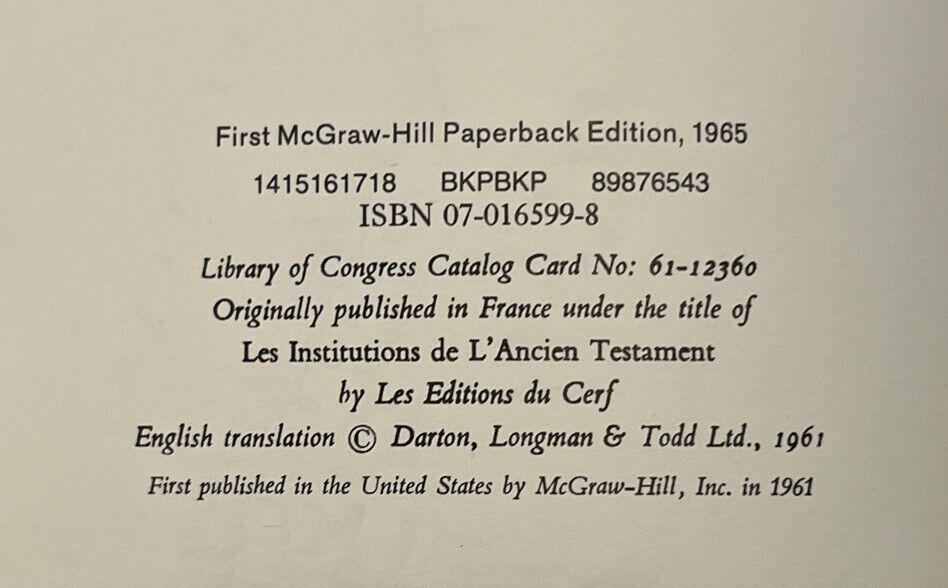 First McGraw-Hill Paperback Edition, 1965
1415161718 BKPBKP 89876543
ISBN 07-016599-8
Library of Congress Catalog Card No: 61-12360
Originally published in France under the title of
Les Institutions de L'Ancien Testament
by Les Editions du Cerf
English translation © Darton, Longman & Todd Ltd., 1961
First published in the United States by McGraw-Hill, Inc. in 1961